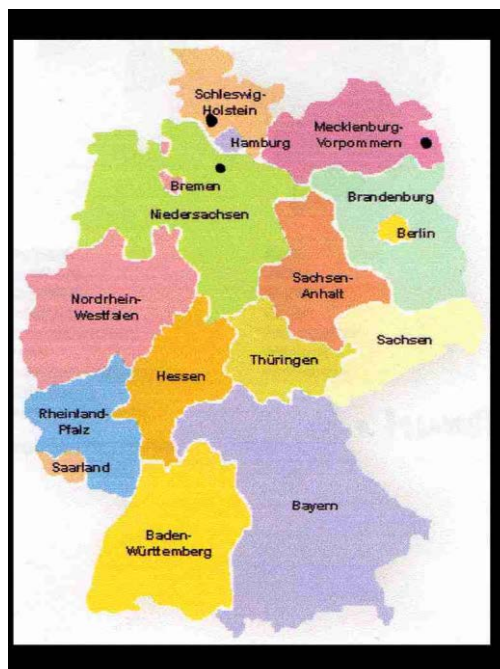 Schleswig-
Holstein
Hamburg
Mecklenburg-
Vorpommern
Bremen
Niedersachsen
Brandenburg
Berlin
Sachsen-
Anhalt
Nordrhein-
Westfalen
Sachsen
Thüringen
Hessen
Rheinland-
Pfalz
Saarland
Bayern
Baden-
Württemberg